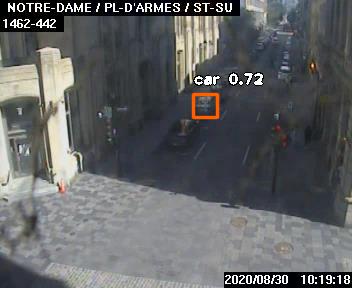 NOTRE-DAME / PL-D'ARMES / ST-SU
1462-442
car 0.72
2020/08/30 10:19:18